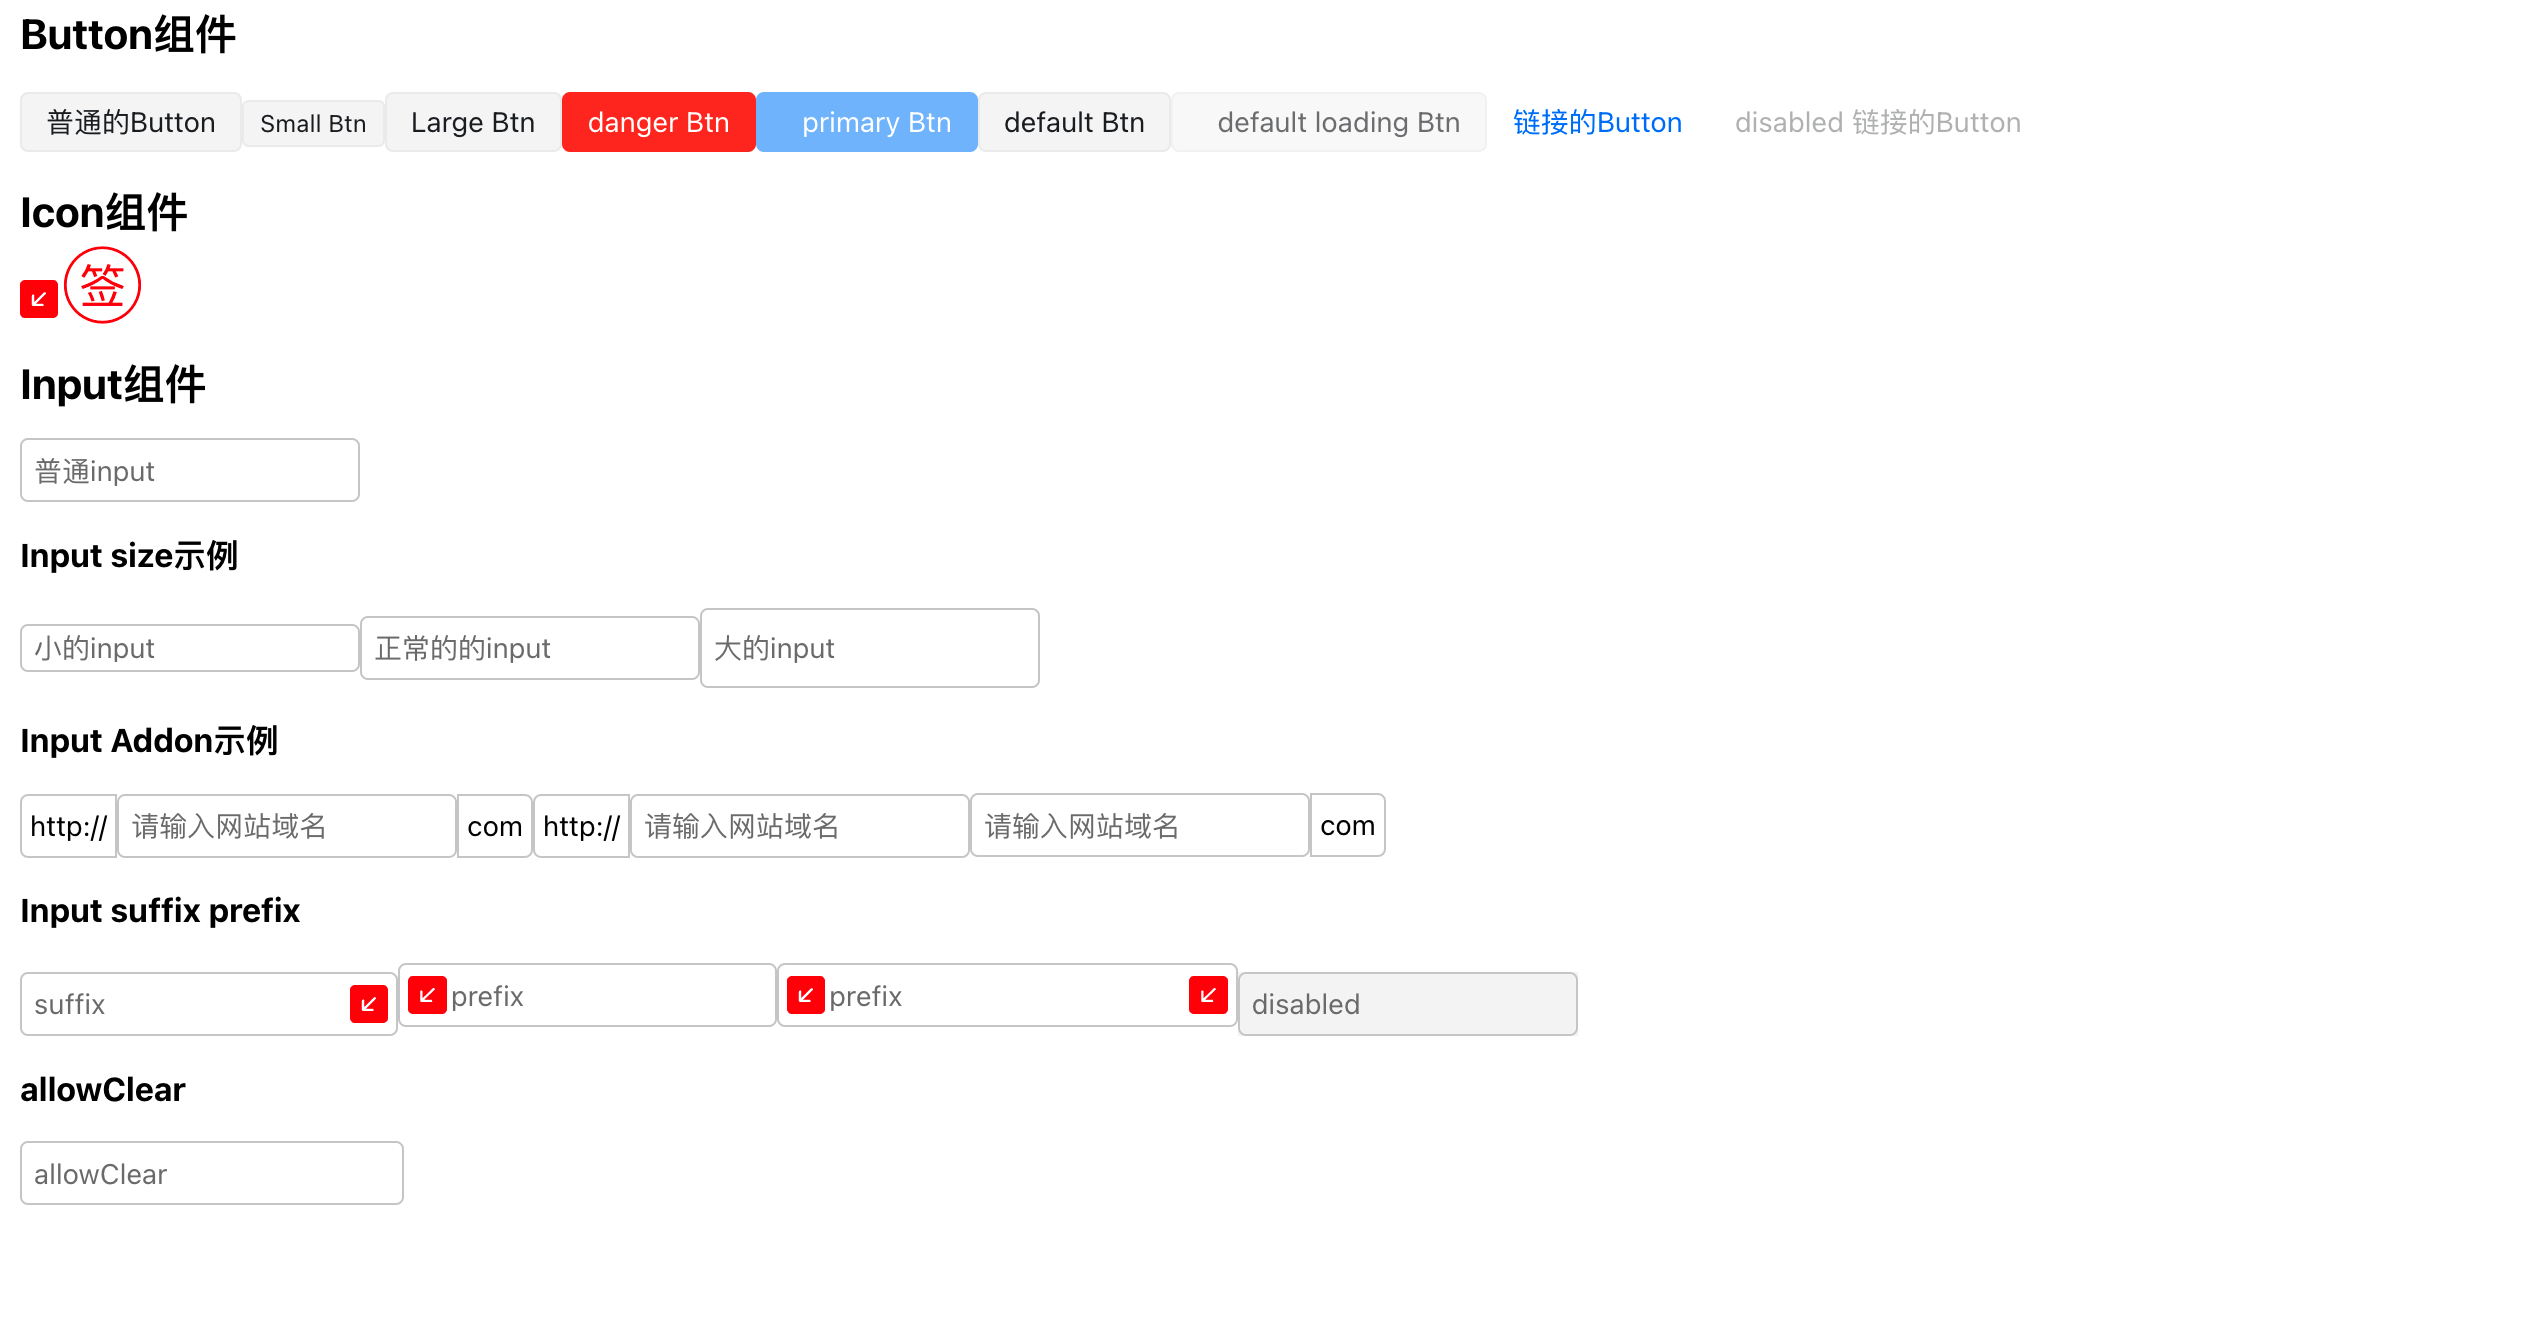 Button组件
普通的Button Small Btn Large Btn danger Btn primary Btn default Btn default loading Btn 链接的Button disabled 链接的Button
Icon组件
签
Input组件
普通input
Input size示例
小的input 正常的的input 大的input
Input Addon示例
http:// 请输入网站域名 com http:// 请输入网站域名 请输入网站域名 com
Input suffix prefix
suffix prefix prefix disabled
allowClear
allowClear